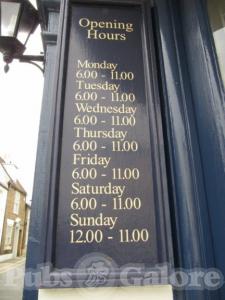 Opening
Hours
Monday
6.00 - 11.00
Tuesday
6.00 - 11.00
Wednesday
6.00 - 11.00
Thursday
6.00 - 11.00
Friday
6.00 - 11.00
Saturday
6.00 - 11.00
Sunday
12.00 - 11.00
Pubs Galore